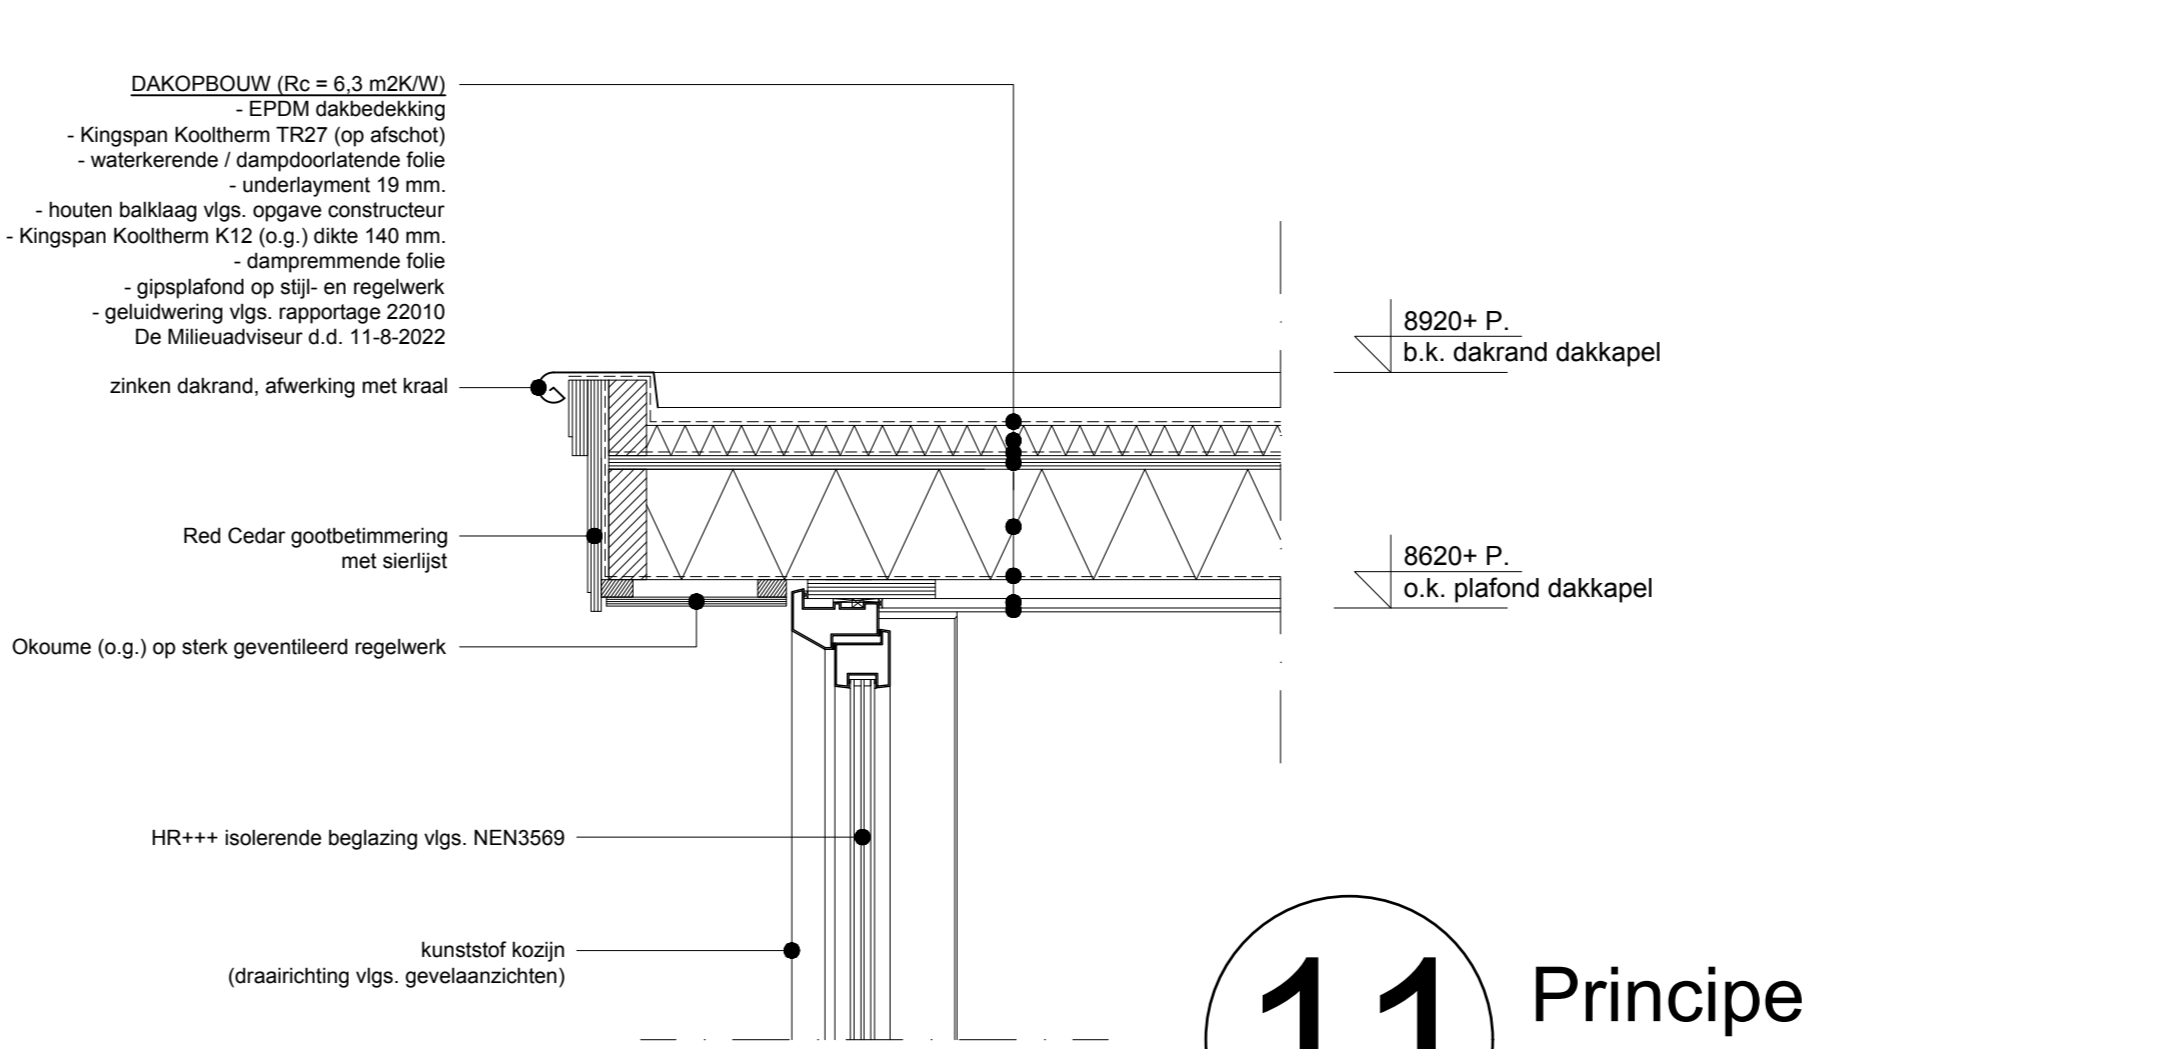 DAKOPBOUW (Rc = 6,3 m2K/W)
- EPDM dakbedekking
- Kingspan Kooltherm TR27 (op afschot)
- waterkerende / dampdoorlatende folie
- underlayment 19 mm.
- houten balklaag vlgs. opgave constructeur
- Kingspan Kooltherm K12 (o.g.) dikte 140 mm.
- dampremmende folie
- gipsplafond op stijl- en regelwerk
- geluidwering vlgs. rapportage 22010
De Milieuadviseur d.d. 11-8-2022
zinken dakrand, afwerking met kraal
Red Cedar gootbetimmering
met sierlijst
Okoume (o.g.) op sterk geventileerd regelwerk
HR+++ isolerende beglazing vlgs. NEN3569
kunststof kozijn
(draairichting vlgs. gevelaanzichten)
8920+ P.
b.k. dakrand dakkapel
8620+ P.
o.k. plafond dakkapel
11
Principe